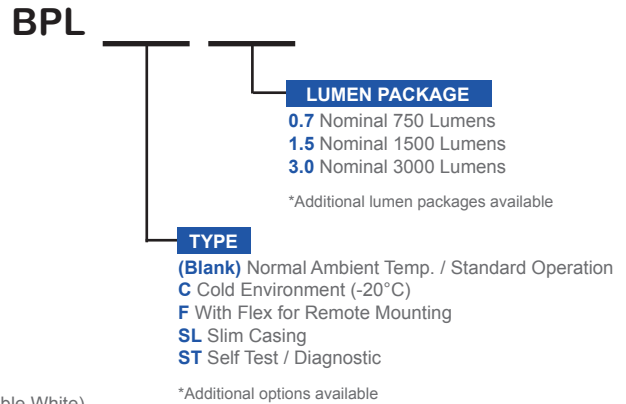 BPL
LUMEN PACKAGE
0.7 Nominal 750 Lumens
1.5 Nominal 1500 Lumens
3.0 Nominal 3000 Lumens
*Additional lumen packages available
TYPE
(Blank) Normal Ambient Temp. / Standard Operation
C Cold Environment (-20°C)
F With Flex for Remote Mounting
SL Slim Casing
ST Self Test / Diagnostic
*Additional options available
White)